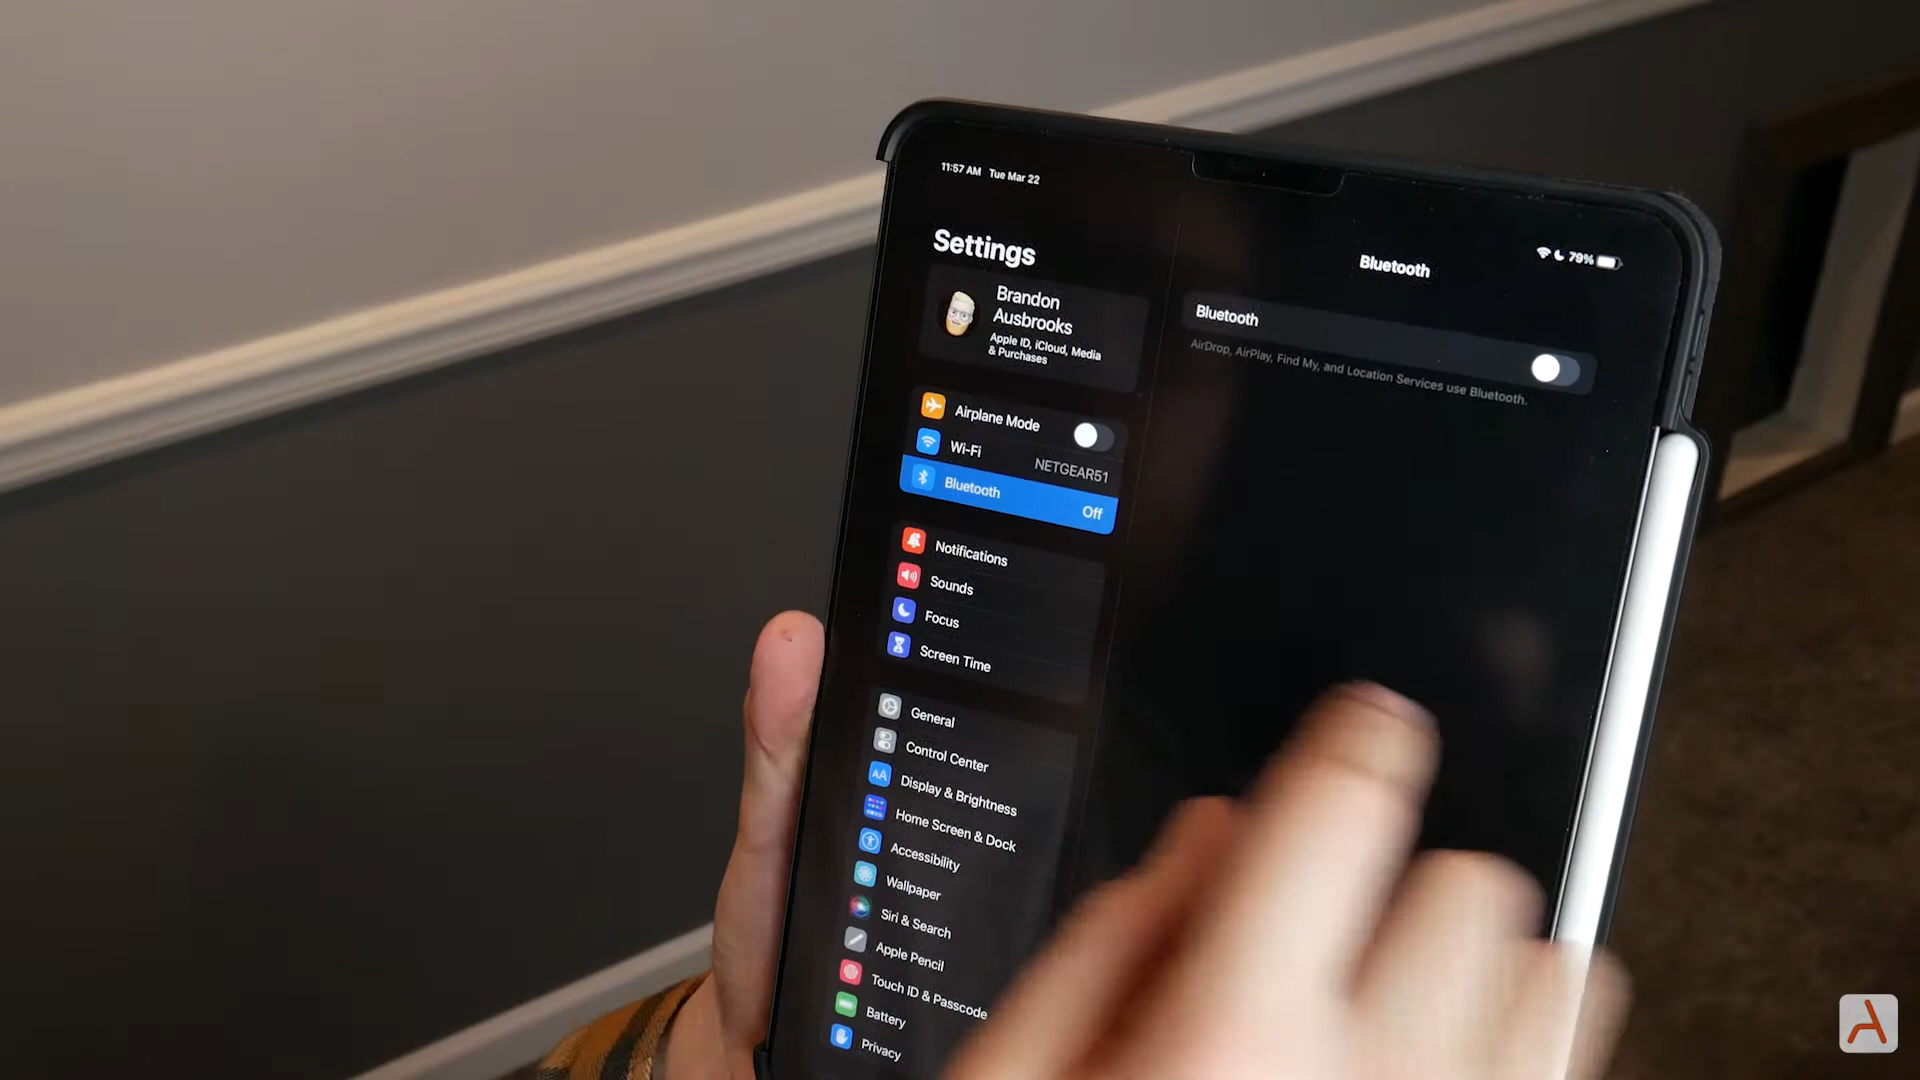 11:57 AM Tue Mar 22
79%
Settings
Brandon
Ausbrooks
Apple ID, iCloud, Media
& Purchases
Airplane Mode
Wi-Fi NETGEAR51
Bluetooth Off
Notifications
Sounds
Focus
Screen Time
General
Control Center
AA Display & Brightness
Home Screen & Dock
Accessibility
Wallpaper
Siri & Search
Apple Pencil
Touch ID & Passcode
Battery
Privacy
Bluetooth
Bluetooth
AirDrop, AirPlay, Find My, and Location Services use Bluetooth.